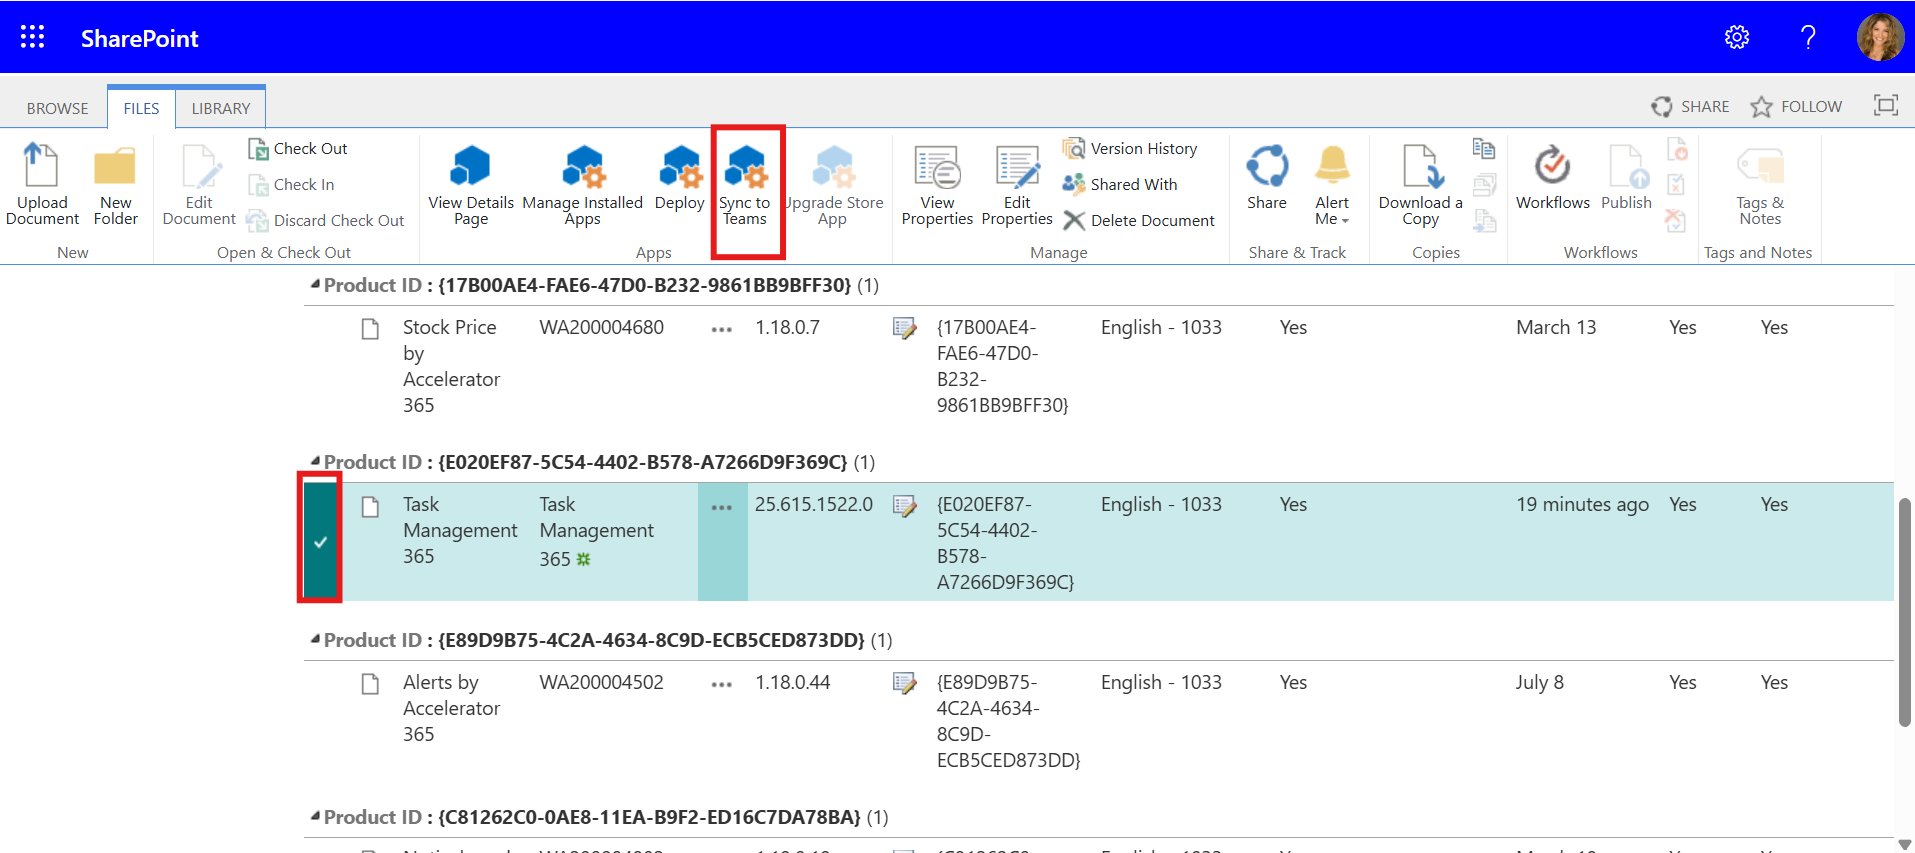 SharePoint
BROWSE FILES LIBRARY SHARE FOLLOW
Upload Document
New Folder
New
Edit Document
Check Out
Check In
Discard Check Out
Open & Check Out
View Details Page
Manage Installed Apps
Deploy
Sync to Teams
Upgrade Store App
Apps
View Properties
Edit Properties
Version History
Shared With
Delete Document
Manage
Share
Alert Me
Share & Track
Download a Copy
Copies
Workflows
Publish
Workflows
Tags & Notes
Tags and Notes
Product ID : {17B00AE4-FAE6-47D0-B232-9861BB9BFF30} (1)
Stock Price by Accelerator 365
WA200004680
... 1.18.0.7
{17B00AE4-FAE6-47D0-B232-9861BB9BFF30}
English - 1033
Yes
March 13
Yes
Yes
Product ID : {E020EF87-5C54-4402-B578-A7266D9F369C} (1)
Task Management 365
Task Management 365
... 25.615.1522.0
{E020EF87-5C54-4402-B578-A7266D9F369C}
English - 1033
Yes
19 minutes ago
Yes
Yes
Product ID : {E89D9B75-4C2A-4634-8C9D-ECB5CED873DD} (1)
Alerts by Accelerator 365
WA200004502
... 1.18.0.44
{E89D9B75-4C2A-4634-8C9D-ECB5CED873DD}
English - 1033
Yes
July 8
Yes
Yes
Product ID : {C81262C0-0AE8-11EA-B9F2-ED16C7DA78BA} (1)